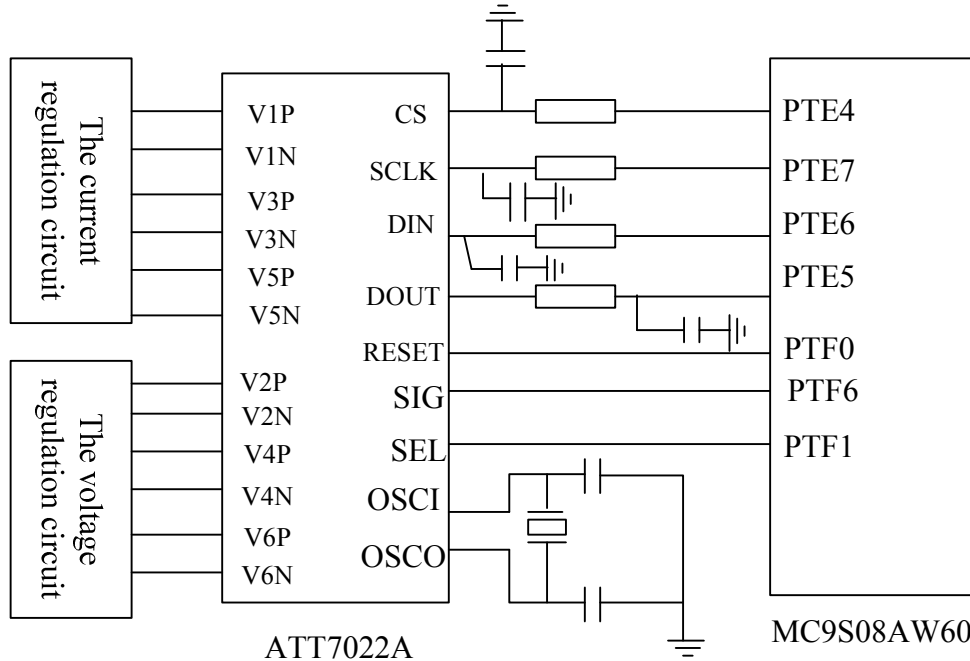 The current
regulation circuit
The voltage
regulation circuit
V1P
V1N
V3P
V3N
V5P
V5N
V2P
V2N
V4P
V4N
V6P
V6N
CS
SCLK
DIN
DOUT
RESET
SIG
SEL
OSCI
OSCO
ATT7022A
PTE4
PTE7
PTE6
PTE5
PTF0
PTF6
PTF1
MC9S08AW60